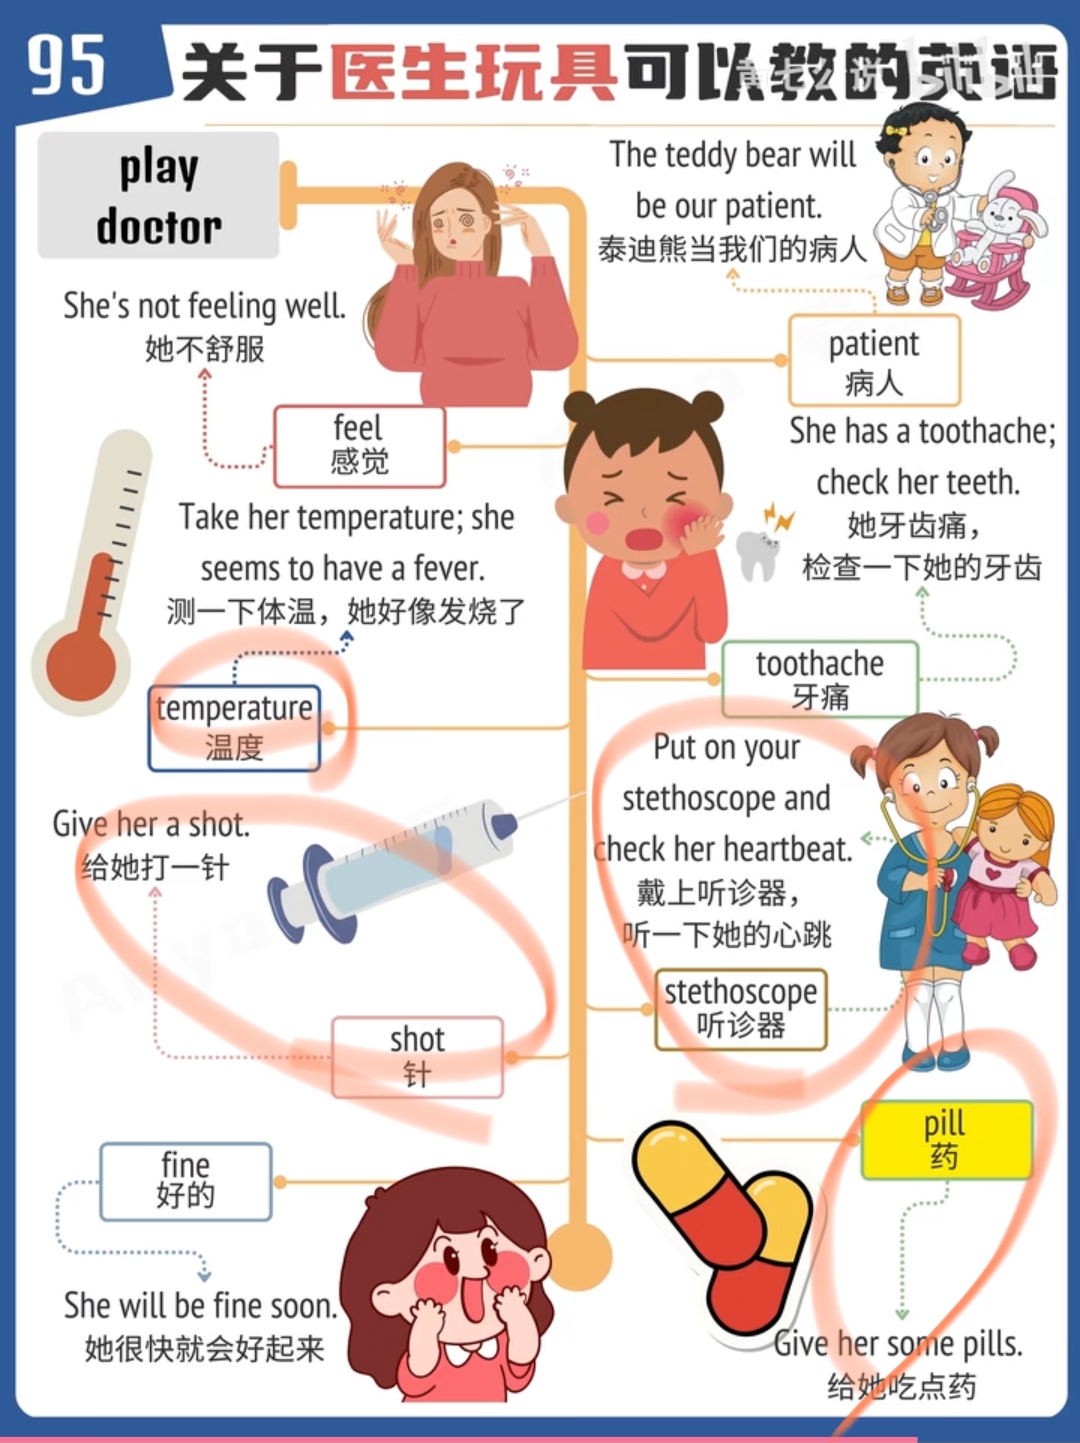 95
关于医生玩具可以教的英语
play
doctor
The teddy bear will
be our patient.
泰迪熊当我们的病人
patient
病人
She's not feeling well.
她不舒服
feel
感觉
She has a toothache;
check her teeth.
她牙齿痛，
检查一下她的牙齿
toothache
牙痛
Take her temperature; she
seems to have a fever.
测一下体温，她好像发烧了
temperature
温度
Put on your
stethoscope and
check her heartbeat.
戴上听诊器，
听一下她的心跳
stethoscope
听诊器
Give her a shot.
给她打一针
shot
针
pill
药
Give her some pills.
给她吃点药
fine
好的
She will be fine soon.
她很快就会好起来